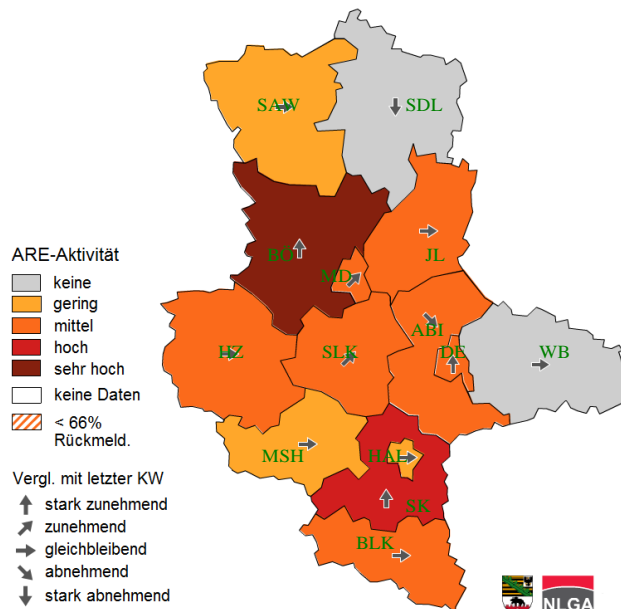 SAW
SDL
BÖ
JL
MD
ABI
HZ
SLK
DE
WB
MSH
HAL
SK
BLK
ARE-Aktivität
keine
gering
mittel
hoch
sehr hoch
keine Daten
< 66%
Rückmeld.
Vergl. mit letzter KW
stark zunehmend
zunehmend
gleichbleibend
abnehmend
stark abnehmend
NLGA